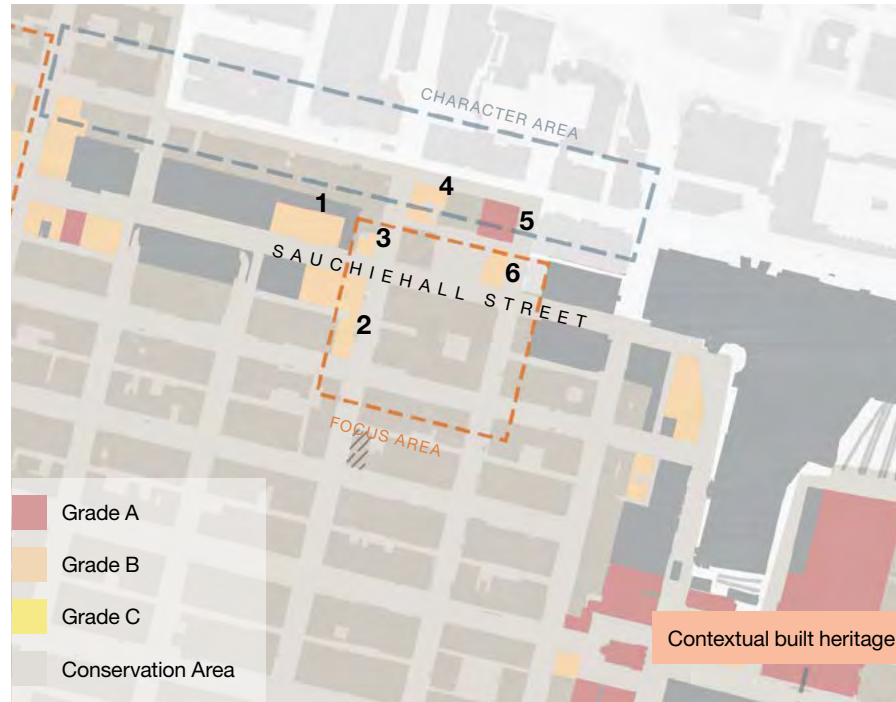 CHARACTER AREA
4
1
5
3
6
SAUCHIEHALL STREET
2
FOCUS AREA
Grade A
Grade B
Grade C
Conservation Area
Contextual built heritage